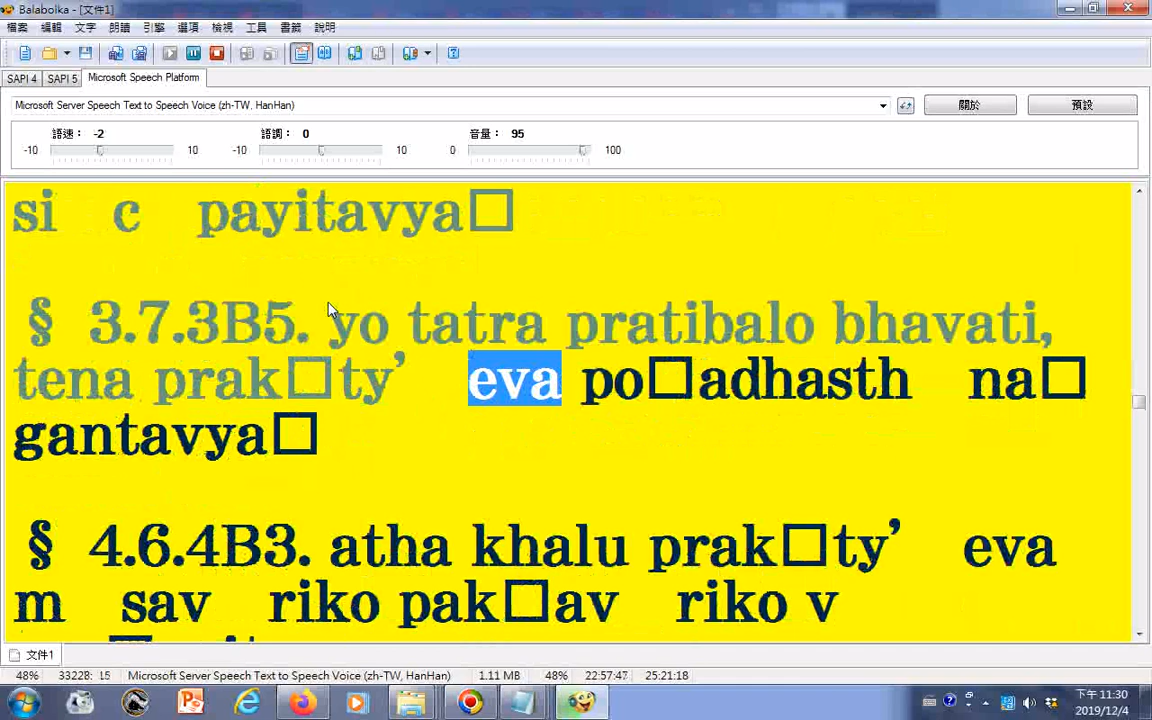 Balabolka - [文件1]
檔案 編輯 文字 朗讀 引擎 選項 檢視 工具 書籤 說明
SAPI 4 SAPI 5 Microsoft Speech Platform
Microsoft Server Speech Text to Speech Voice (zh-TW, HanHan) 關於 預設
語速： -2 語調： 0 音量： 95
-10 10 -10 10 0 100
si c payitavya□
§ 3.7.3B5. yo tatra pratibalo bhavati,
tena prak□ty’ eva po□adhasth na□
gantavya□
§ 4.6.4B3. atha khalu prak□ty’ eva
m sav riko pak□av riko v
文件1
48% 33228: 15 Microsoft Server Speech Text to Speech Voice (zh-TW, HanHan) 1.11 MB 48% 22:57:47 25:21:18
下午 11:30
2019/12/4